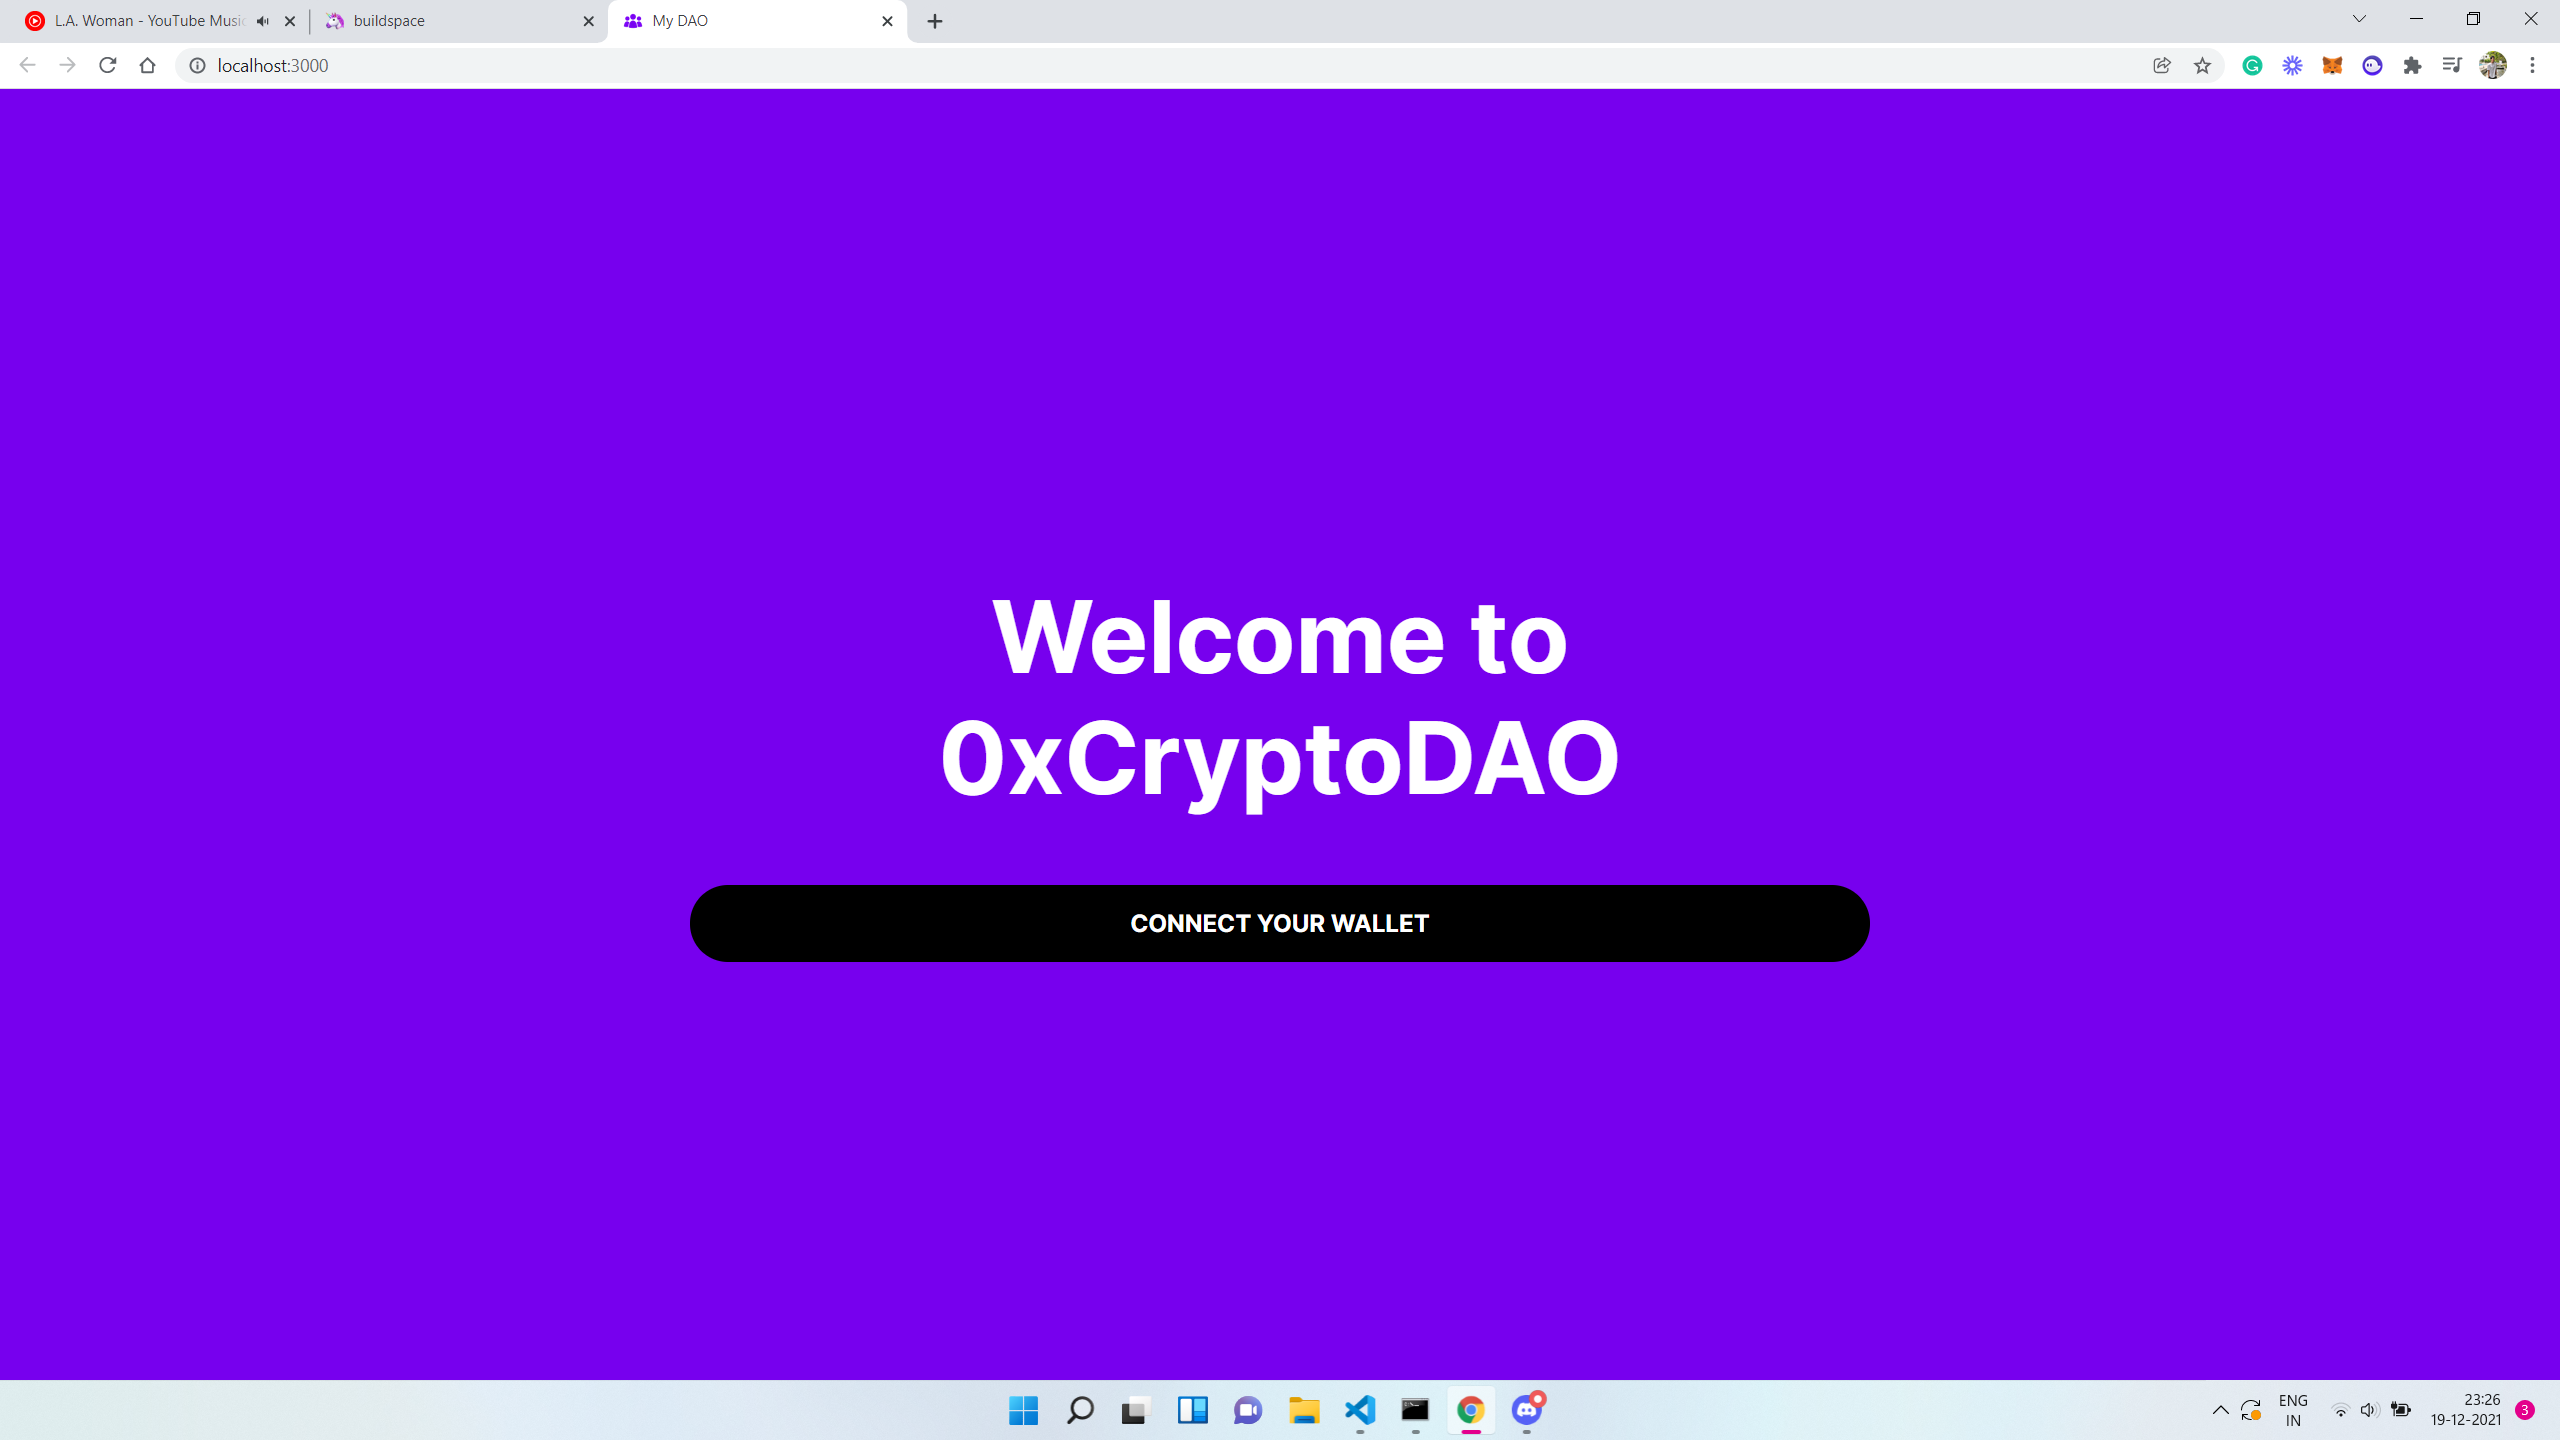 L.A. Woman - YouTube Music
buildspace
My DAO
localhost:3000
Welcome to
0xCryptoDAO
CONNECT YOUR WALLET
ENG
IN
23:26
19-12-2021
3